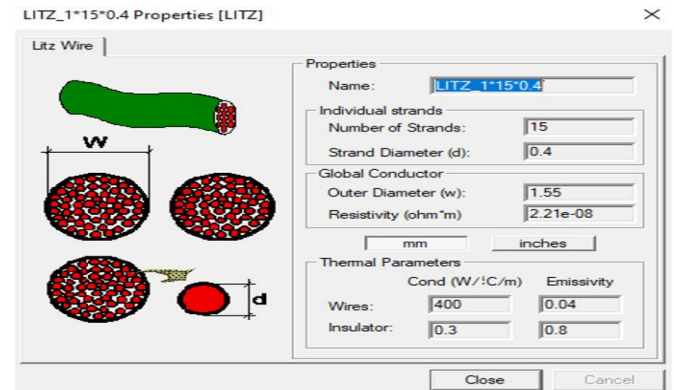 LITZ_1*15*0.4 Properties [LITZ]
Litz Wire
Properties
Name: LITZ_1*15*0.4
Individual strands
Number of Strands: 15
Strand Diameter (d): 0.4
Global Conductor
Outer Diameter (w): 1.55
Resistivity (ohm*m) 2.21e-08
mm inches
Thermal Parameters
Cond (W/¦C/m) Emissivity
Wires: 400 0.04
Insulator: 0.3 0.8
w
d
Close Cancel